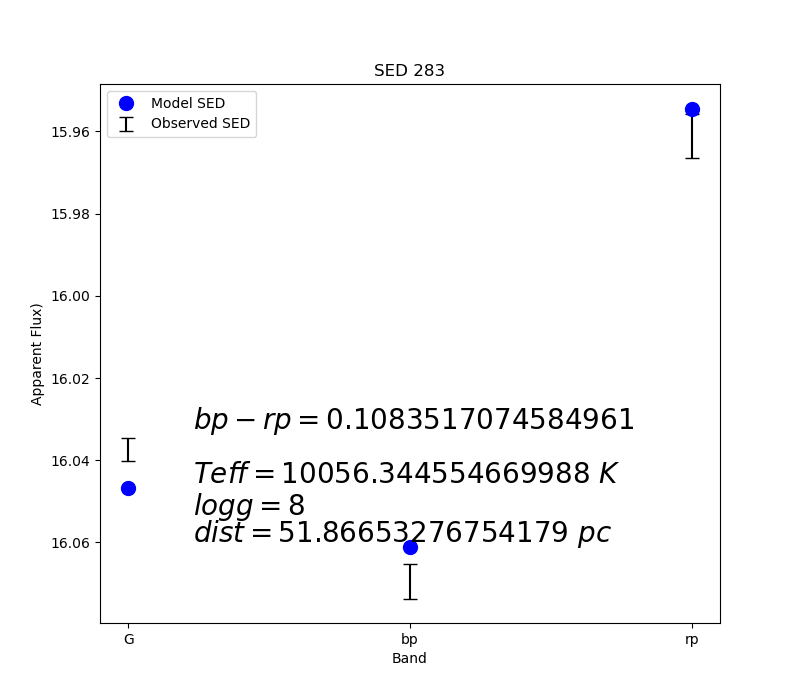 SED 283
Model SED
Observed SED
Apparent Flux)
15.96
15.98
16.00
16.02
16.04
16.06
bp − rp = 0.1083517074584961
Teff = 10056.344554669988 K
logg = 8
dist = 51.86653276754179 pc
G bp rp
Band